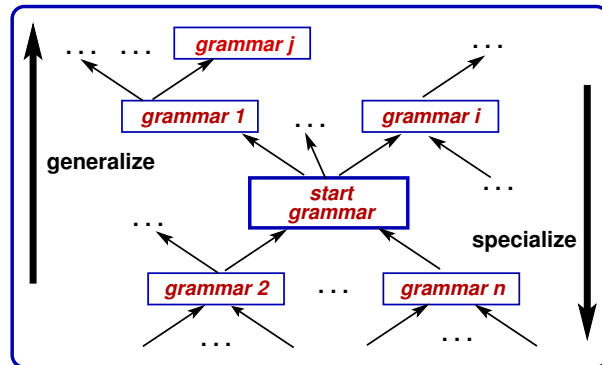 ... ... grammar j ...
grammar 1 ... grammar i
generalize
start
grammar
...
...
specialize
grammar 2 ... grammar n
... ...